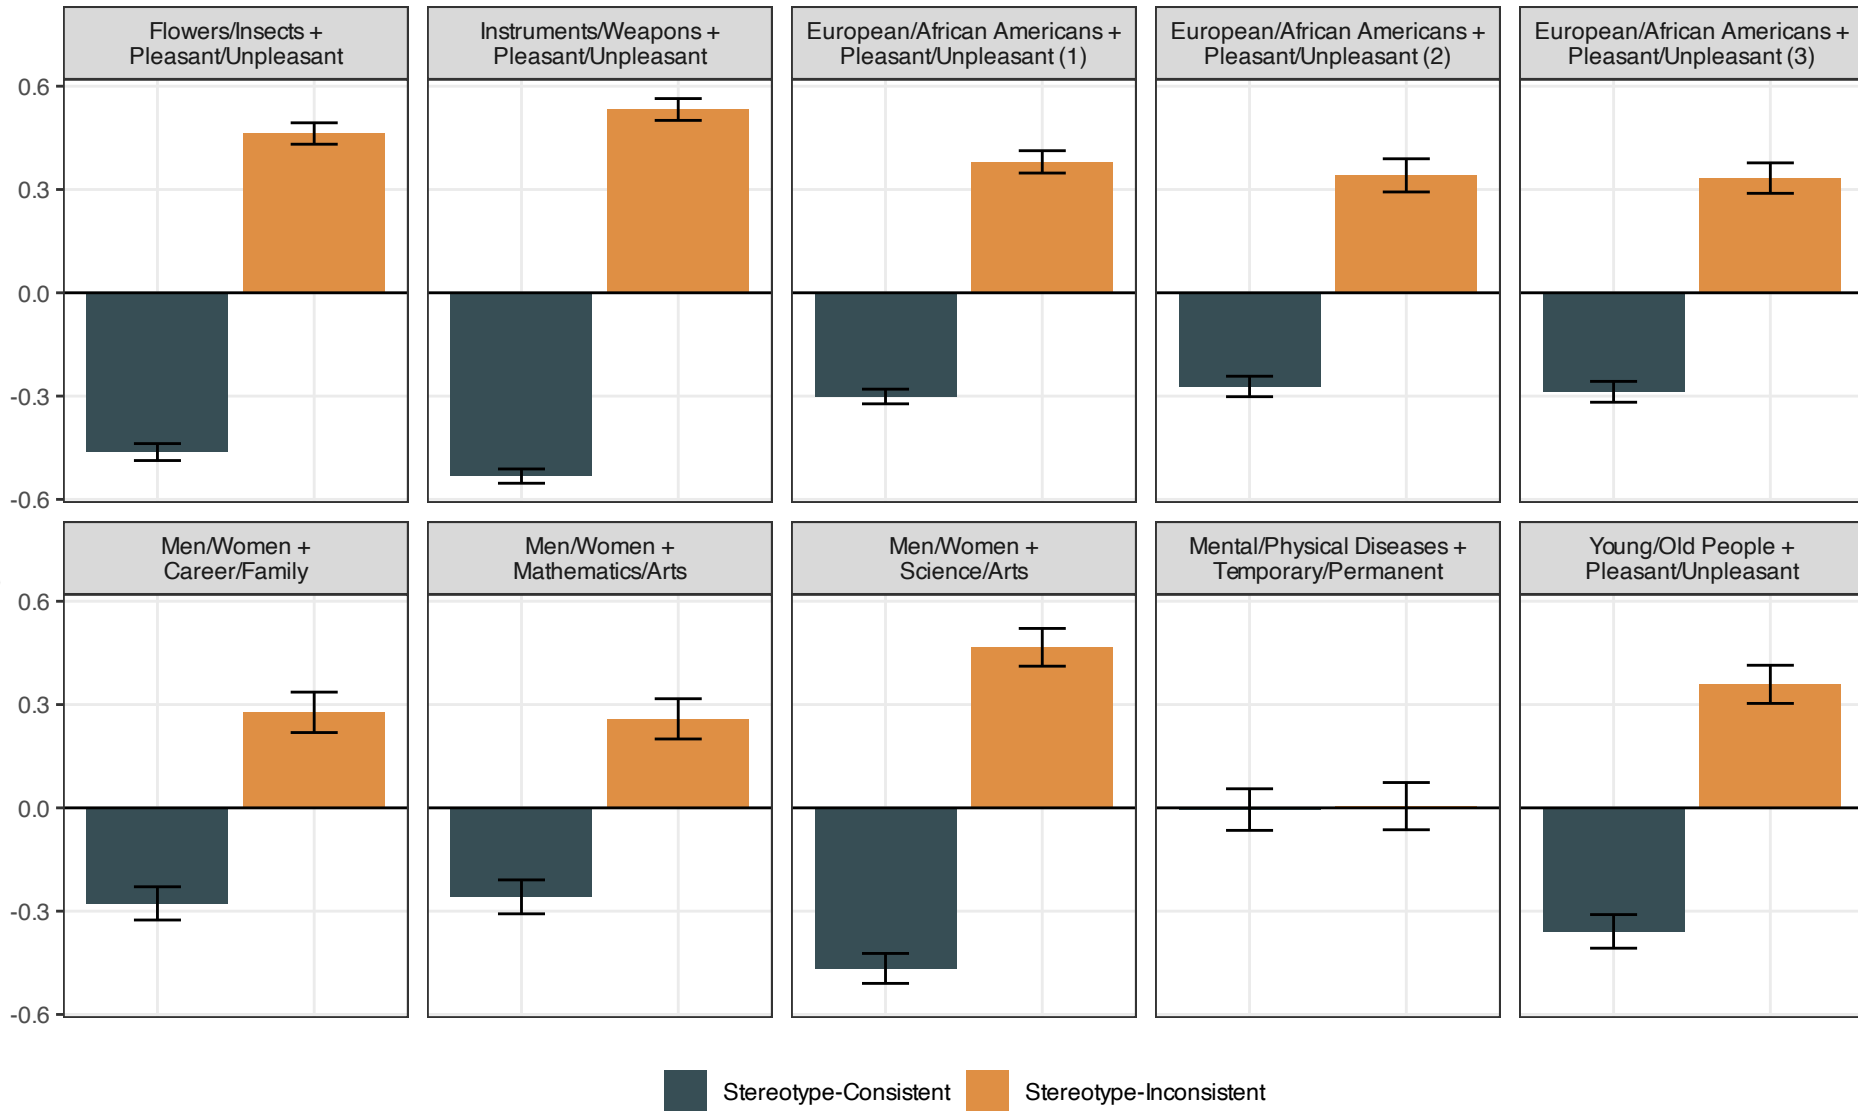 Flowers/Insects +
Pleasant/Unpleasant
Instruments/Weapons +
Pleasant/Unpleasant
European/African Americans +
Pleasant/Unpleasant (1)
European/African Americans +
Pleasant/Unpleasant (2)
European/African Americans +
Pleasant/Unpleasant (3)
0.6
0.3
0.0
-0.3
-0.6
Men/Women +
Career/Family
Men/Women +
Mathematics/Arts
Men/Women +
Science/Arts
Mental/Physical Diseases +
Temporary/Permanent
Young/Old People +
Pleasant/Unpleasant
0.6
0.3
0.0
-0.3
-0.6
Stereotype-Consistent
Stereotype-Inconsistent